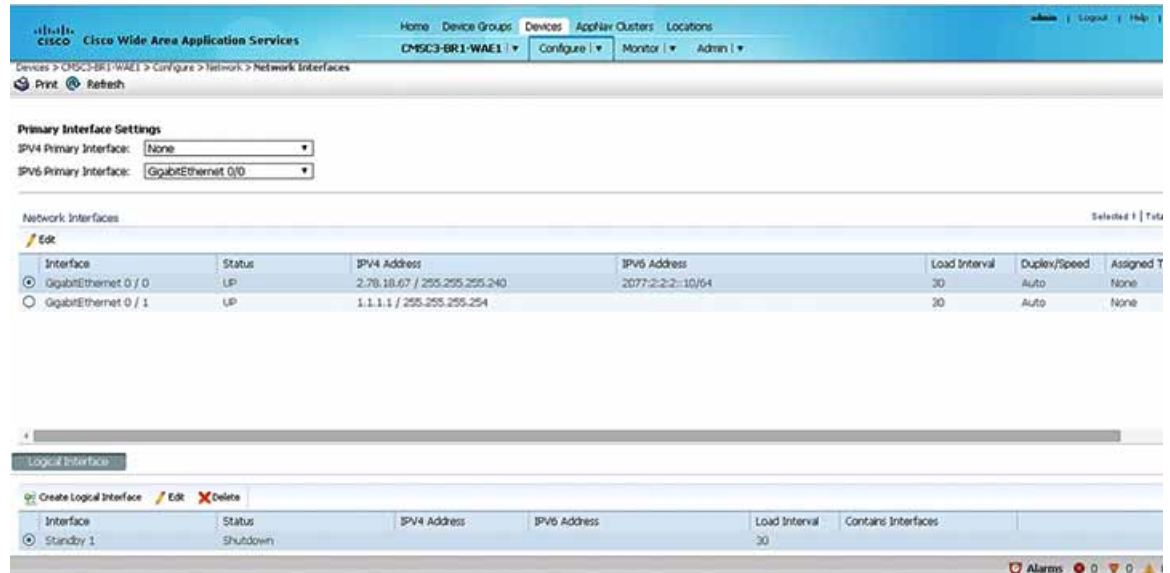 Home Device Groups Devices AppNav Clusters Locations
admin | Logout | Help |
CISCO Cisco Wide Area Application Services
CMSC3-BR1-WAE1 Configure Monitor Admin
Devices > CMSC3-BR1-WAE1 > Configure > Network > Network Interfaces
Print Refresh
Primary Interface Settings
IPV4 Primary Interface: None
IPV6 Primary Interface: GigabitEthernet 0/0
Network Interfaces Selected 1 | Tota
Edit
Interface Status IPV4 Address IPV6 Address Load Interval Duplex/Speed Assigned T
GigabitEthernet 0 / 0 UP 2.78.18.67 / 255.255.255.240 2077:2:2:2::10/64 30 Auto None
GigabitEthernet 0 / 1 UP 1.1.1.1 / 255.255.255.254 30 Auto None
Logical Interface
Create Logical Interface Edit Delete
Interface Status IPV4 Address IPV6 Address Load Interval Contains Interfaces
Standby 1 Shutdown 30
Alarms 0 0